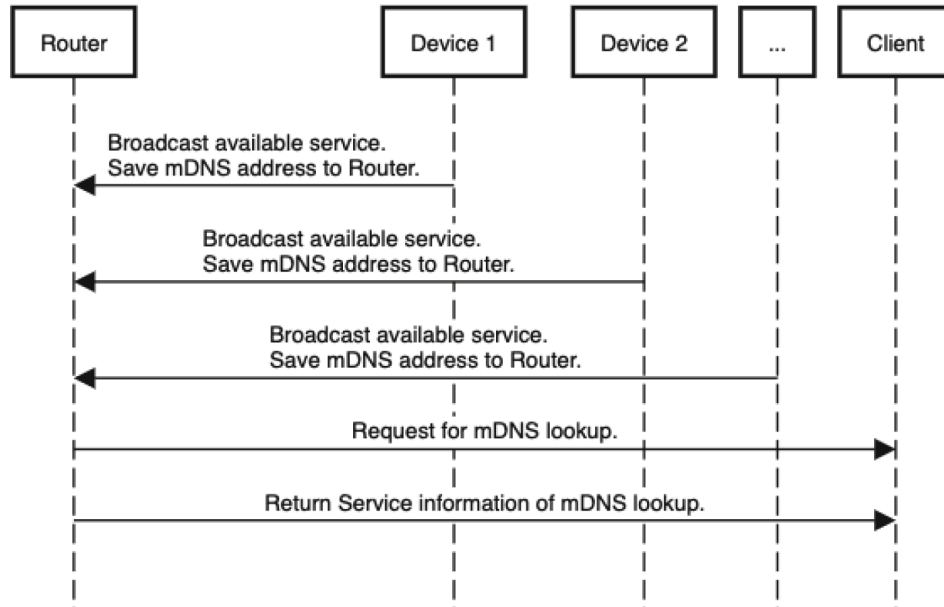 Router
Device 1
Device 2
...
Client
Broadcast available service.
Save mDNS address to Router.
Broadcast available service.
Save mDNS address to Router.
Broadcast available service.
Save mDNS address to Router.
Request for mDNS lookup.
Return Service information of mDNS lookup.